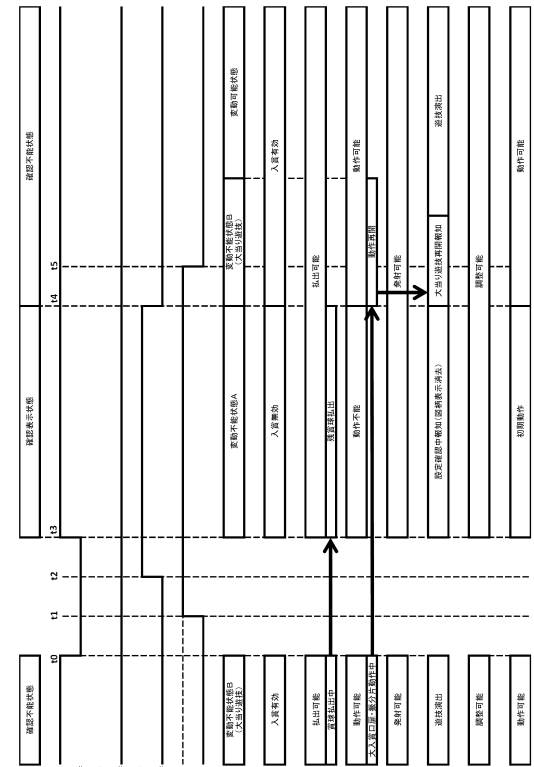 確認不能状態
確認表示状態
確認不能状態
t0
t1
t2
t3
t4
t5
変動不能状態B
(大当り遊技)
変動不能状態A
変動不能状態B
(大当り遊技)
変動可能状態
入賞有効
入賞無効
入賞有効
払出可能
賞球払出中
払出可能
残賞球払出
動作可能
大入賞口扉・振分片動作中
動作不能
動作可能
動作再開
発射可能
発射可能
遊技演出
設定確認中報知(図柄表示消去)
大当り遊技再開報知
遊技演出
調整可能
調整可能
動作可能
初期動作
動作可能